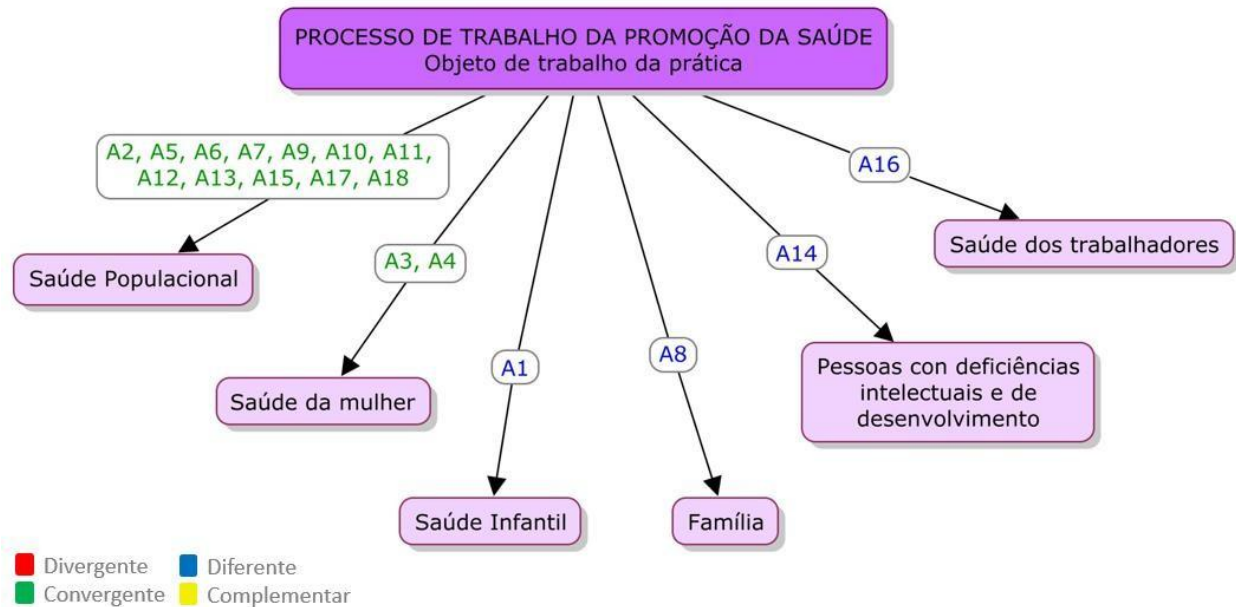 PROCESSO DE TRABALHO DA PROMOÇÃO DA SAÚDE
Objeto de trabalho da prática
A2, A5, A6, A7, A9, A10, A11,
A12, A13, A15, A17, A18
A16
A3, A4
A14
Saúde dos trabalhadores
Saúde Populacional
A1
A8
Pessoas con deficiências
intelectuais e de
desenvolvimento
Saúde da mulher
Saúde Infantil
Família
Divergente
Diferente
Convergente
Complementar